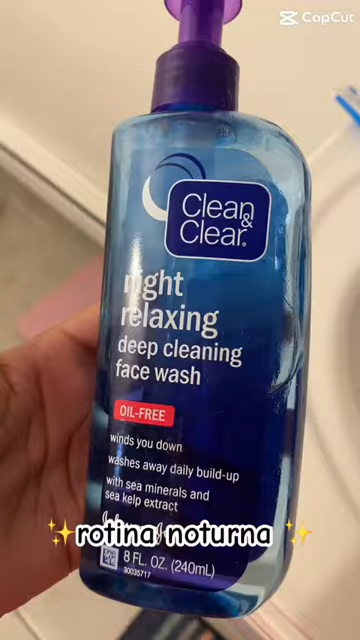 CapCut
Clean
&
Clear®
night
relaxing
deep cleaning
face wash
OIL-FREE
winds you down
washes away daily build-up
with sea minerals and
sea kelp extract
✨rotina noturna ✨
8 FL. OZ. (240mL)
30035717